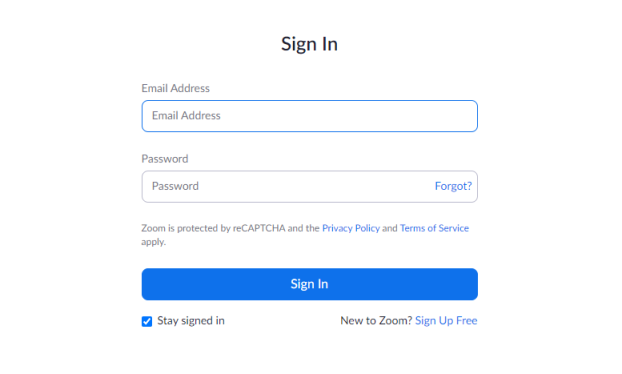 Sign In
Email Address
Email Address
Password
Password Forgot?
Zoom is protected by reCAPTCHA and the Privacy Policy and Terms of Service
apply.
Sign In
Stay signed in New to Zoom? Sign Up Free